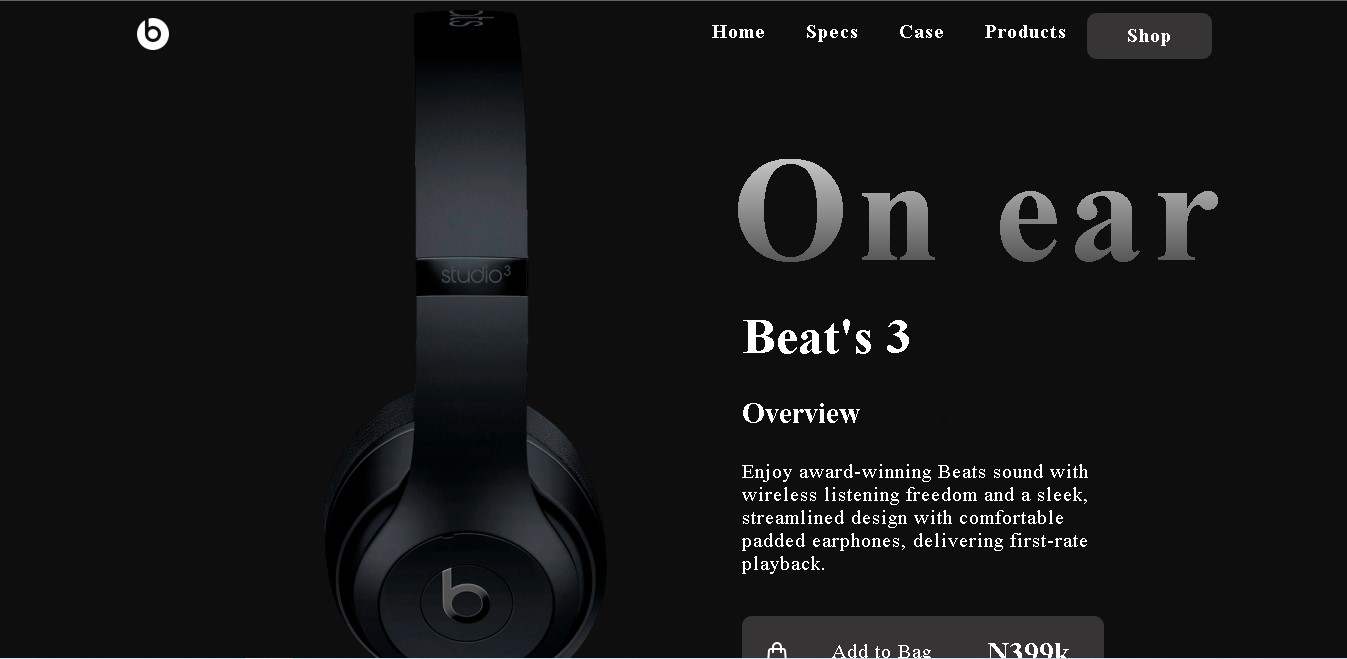 Home Specs Case Products Shop
On ear
studio3
Beat's 3
Overview
Enjoy award-winning Beats sound with
wireless listening freedom and a sleek,
streamlined design with comfortable
padded earphones, delivering first-rate
playback.
Add to Bag N399k